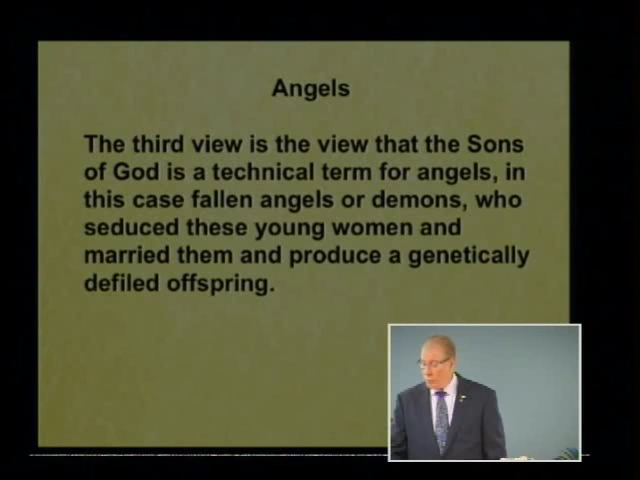 Angels
The third view is the view that the Sons
of God is a technical term for angels, in
this case fallen angels or demons, who
seduced these young women and
married them and produce a genetically
defiled offspring.